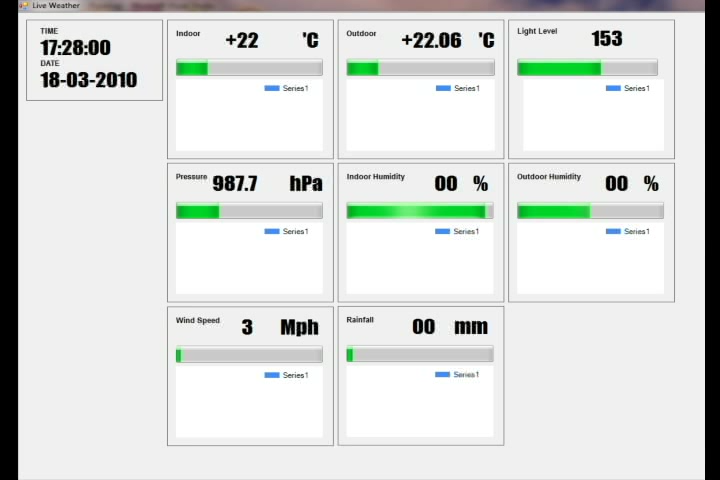 Live Weather
TIME
17:28:00
DATE
18-03-2010
Indoor +22 'C
Series1
Outdoor +22.06 'C
Series1
Light Level 153
Series1
Pressure 987.7 hPa
Series1
Indoor Humidity 00 %
Series1
Outdoor Humidity 00 %
Series1
Wind Speed 3 Mph
Series1
Rainfall 00 mm
Series1